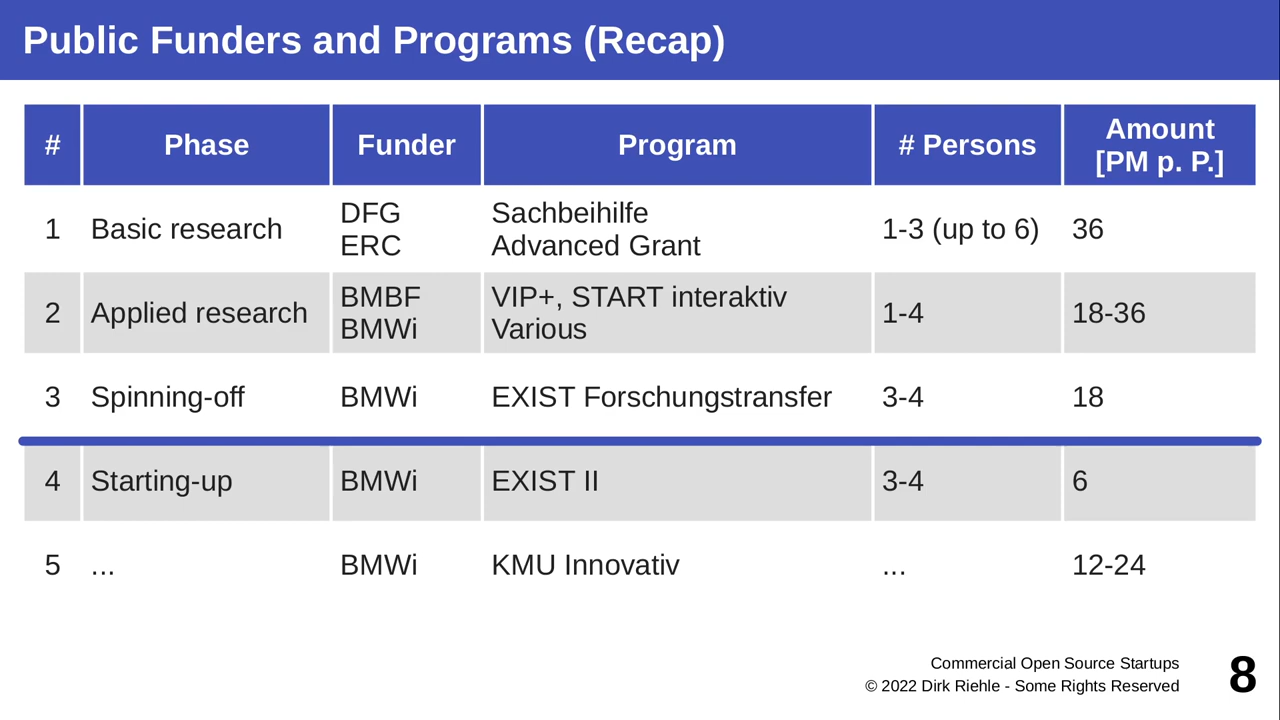 Public Funders and Programs (Recap)
# Phase Funder Program # Persons Amount [PM p. P.]
1 Basic research DFG ERC Sachbeihilfe Advanced Grant 1-3 (up to 6) 36
2 Applied research BMBF BMWi VIP+, START interaktiv Various 1-4 18-36
3 Spinning-off BMWi EXIST Forschungstransfer 3-4 18
4 Starting-up BMWi EXIST II 3-4 6
5 ... BMWi KMU Innovativ ... 12-24
Commercial Open Source Startups
© 2022 Dirk Riehle - Some Rights Reserved
8